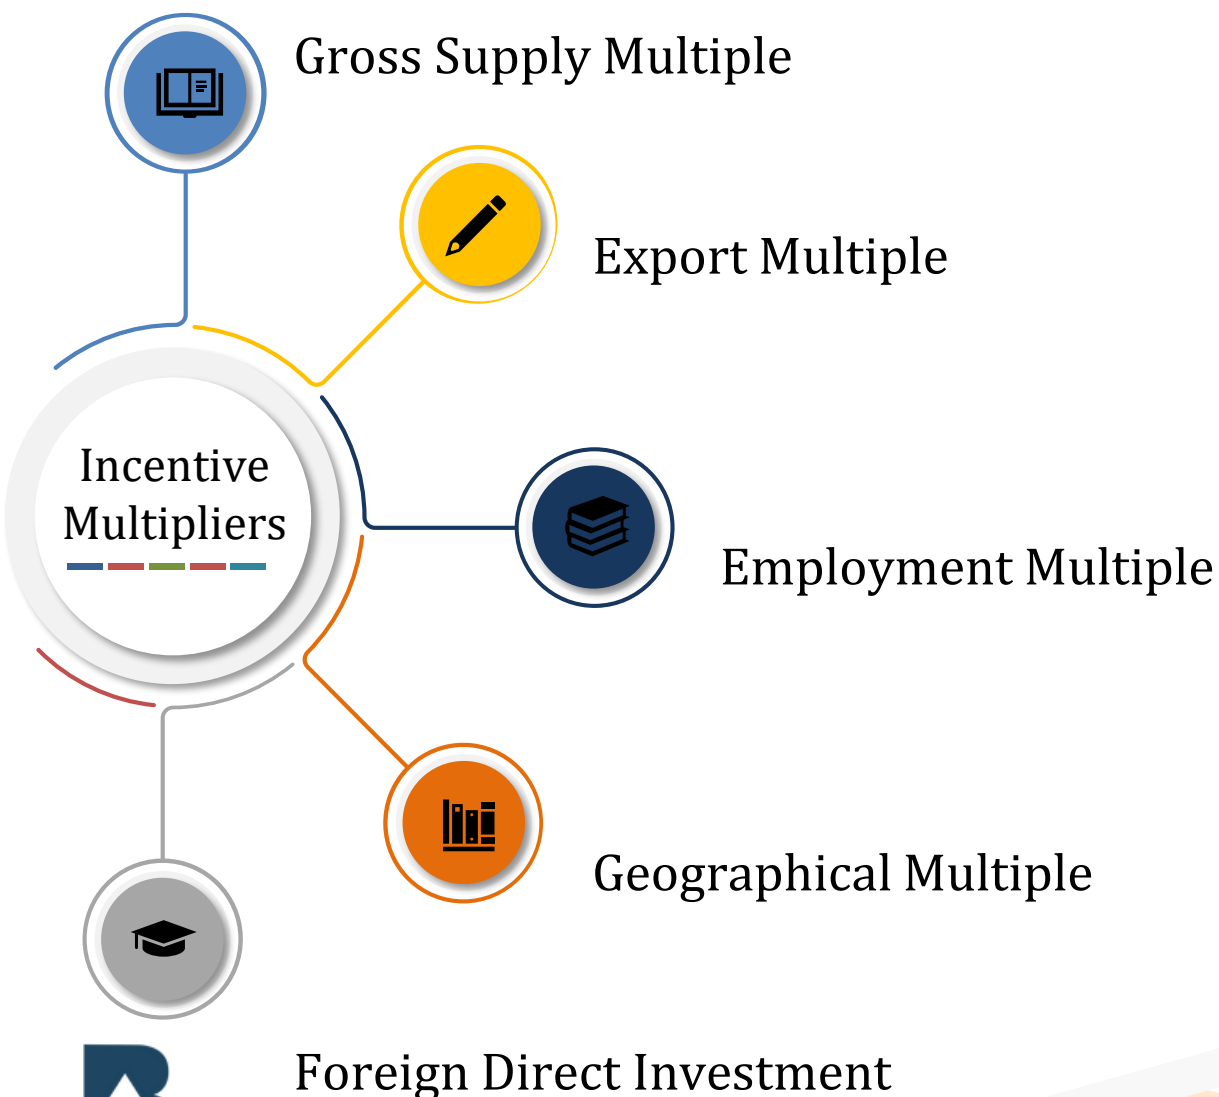 Gross Supply Multiple
Export Multiple
Incentive
Multipliers
Employment Multiple
Geographical Multiple
Foreign Direct Investment